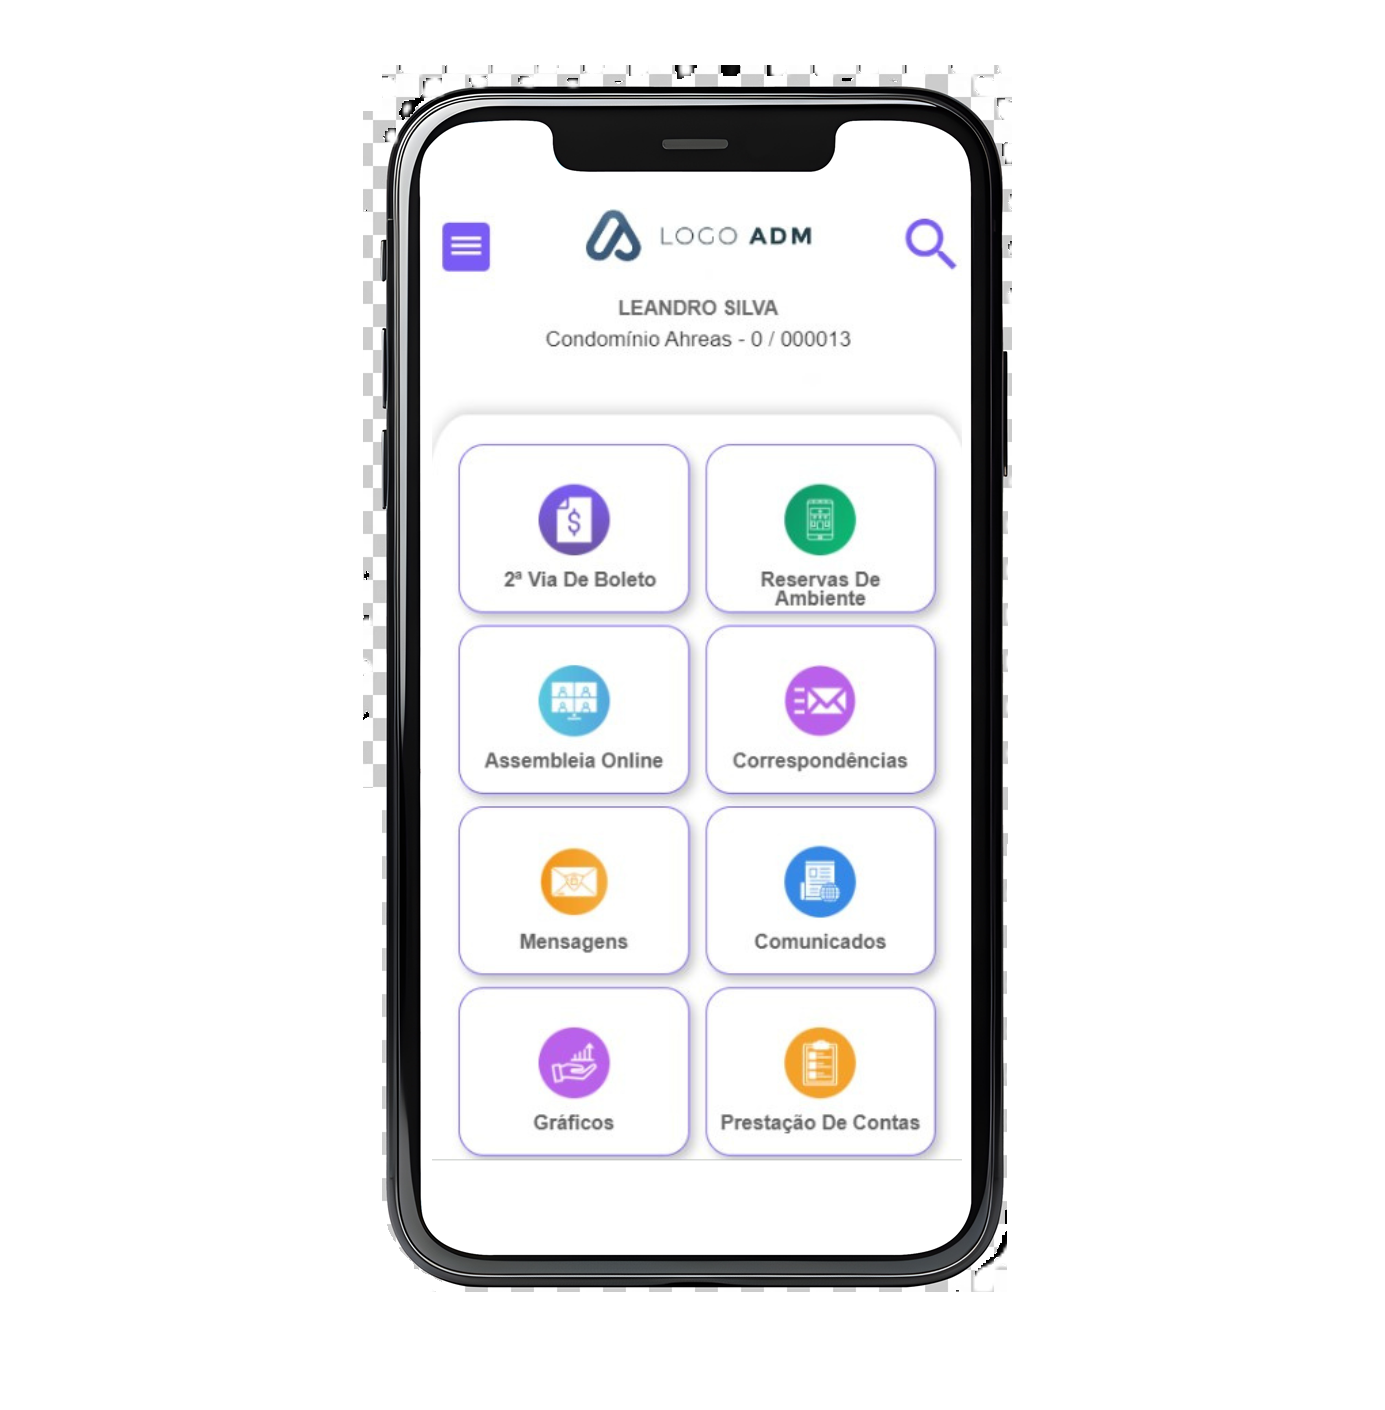 LOGO ADM
LEANDRO SILVA
Condomínio Ahreas - 0 / 000013
2ª Via De Boleto
Reservas De
Ambiente
Assembleia Online
Correspondências
Mensagens
Comunicados
Gráficos
Prestação De Contas